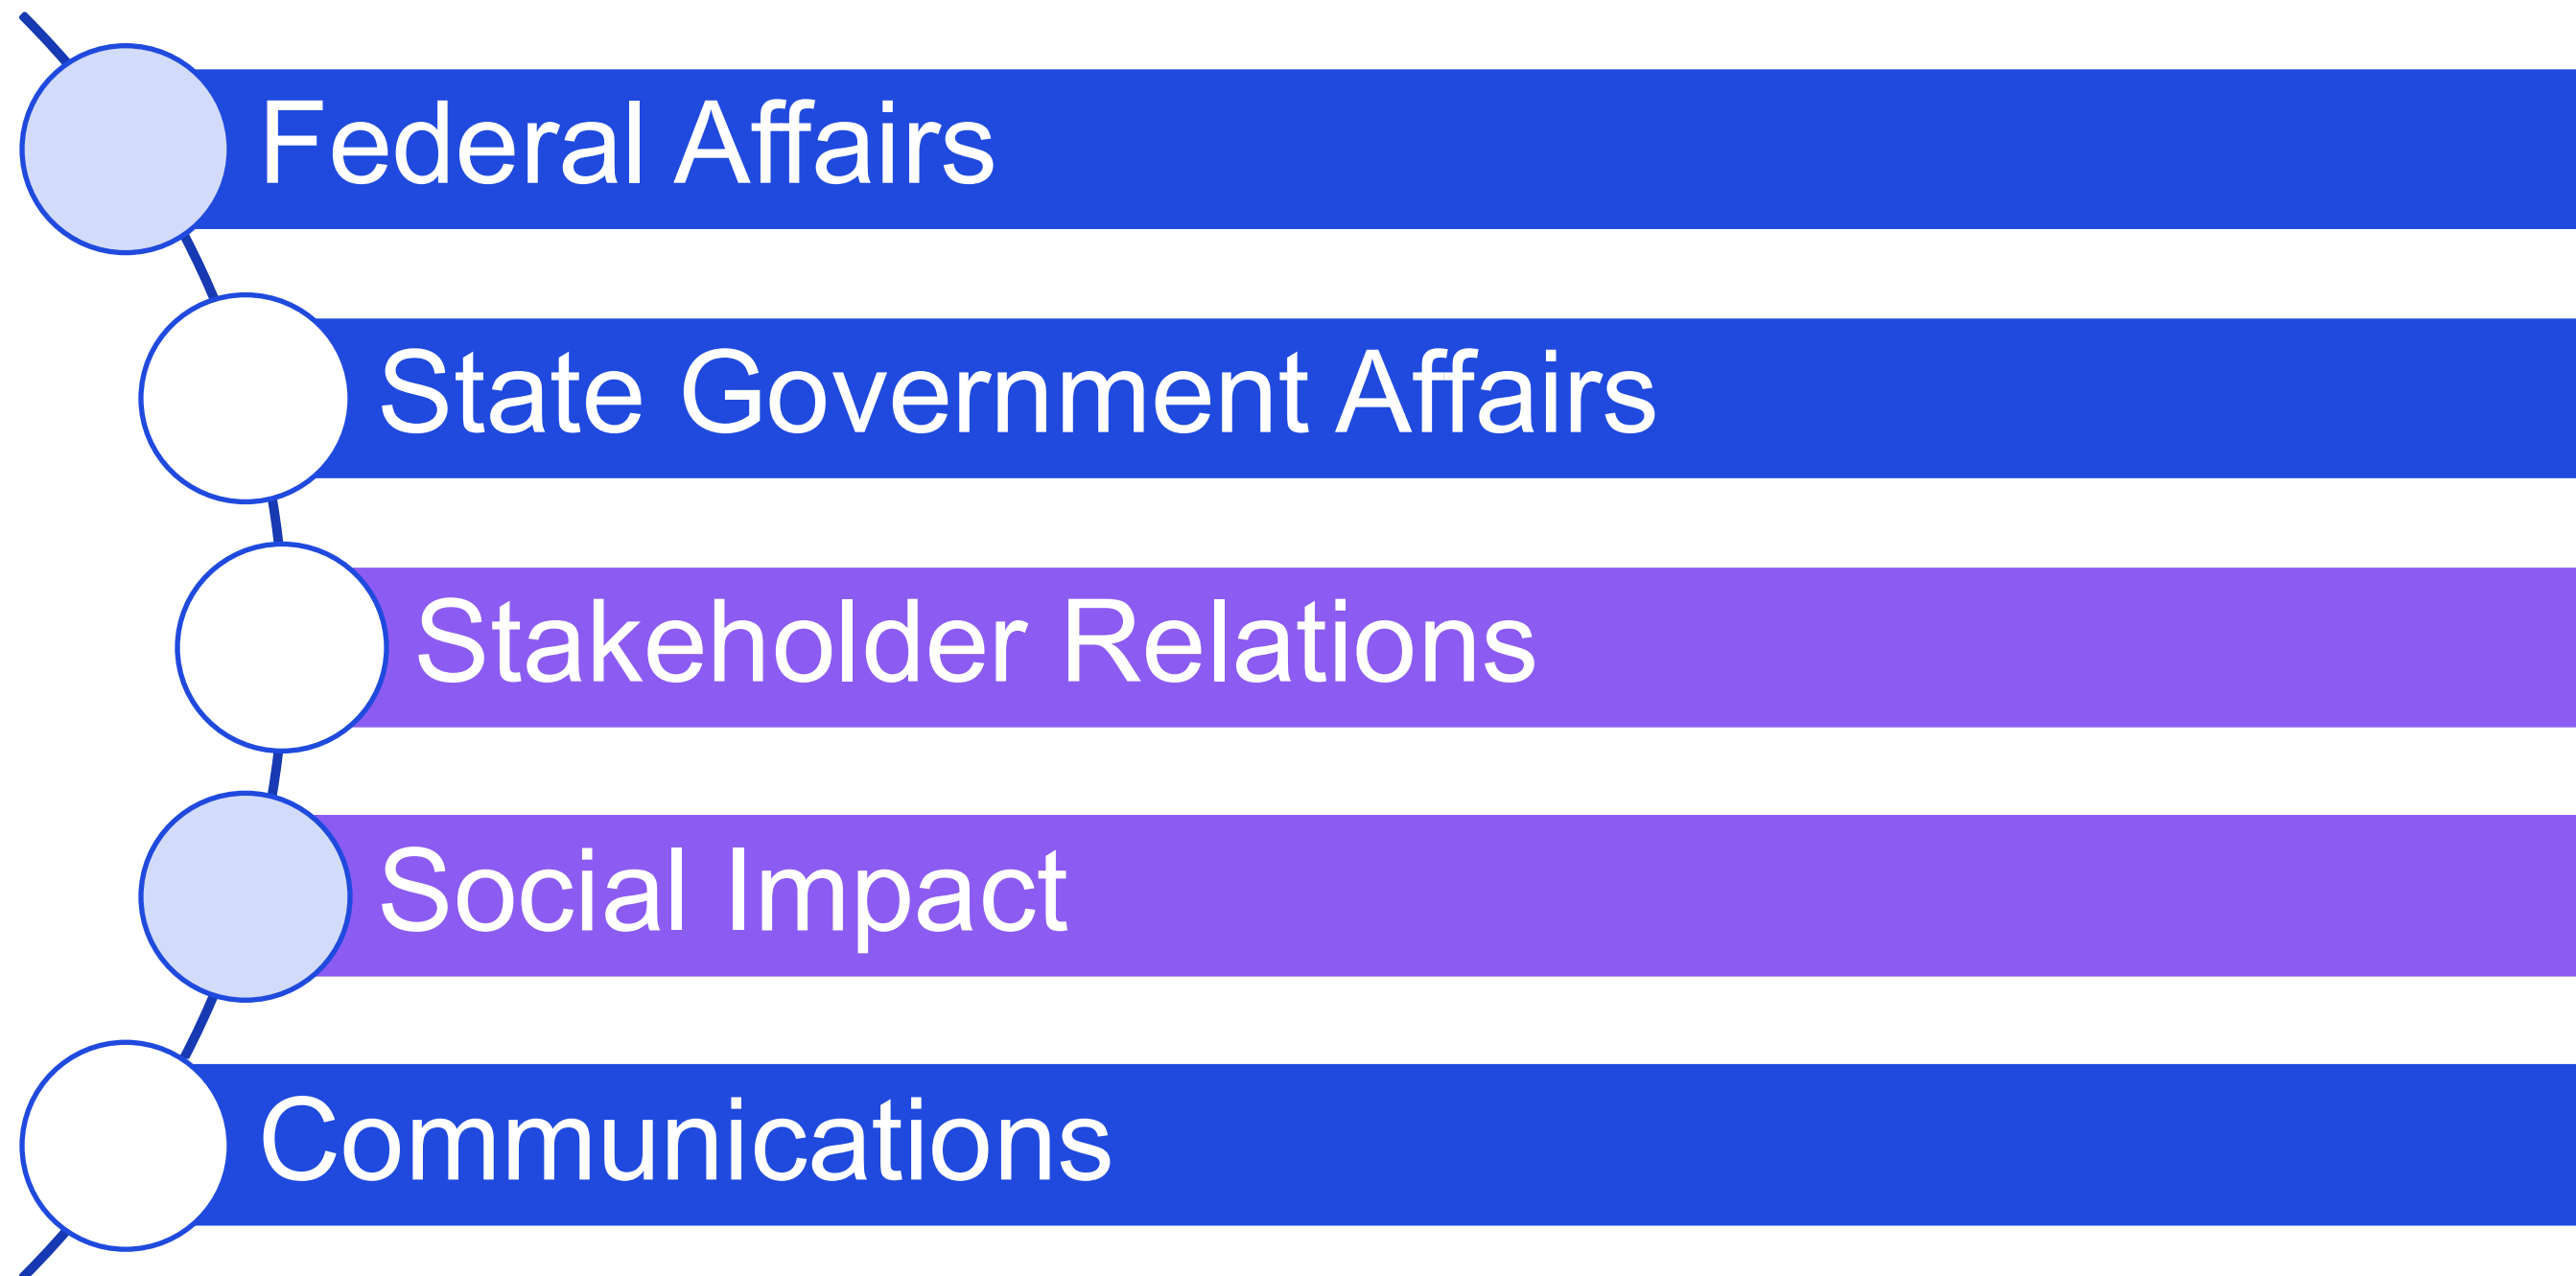 Federal Affairs
State Government Affairs
Stakeholder Relations
Social Impact
Communications